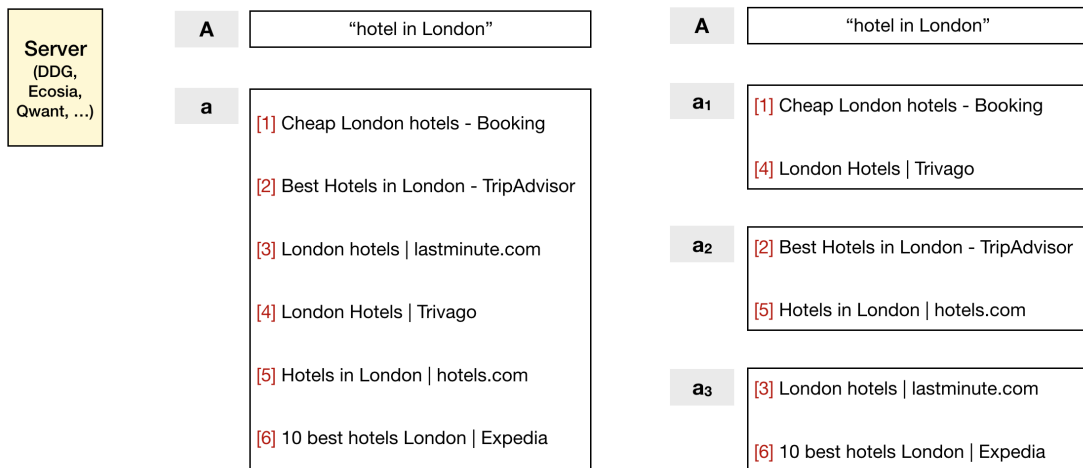 Server
(DDG,
Ecosia,
Qwant, ...)
A
“hotel in London”
a
[1] Cheap London hotels - Booking
[2] Best Hotels in London - TripAdvisor
[3] London hotels | lastminute.com
[4] London Hotels | Trivago
[5] Hotels in London | hotels.com
[6] 10 best hotels London | Expedia
A
“hotel in London”
a1
[1] Cheap London hotels - Booking
[4] London Hotels | Trivago
a2
[2] Best Hotels in London - TripAdvisor
[5] Hotels in London | hotels.com
a3
[3] London hotels | lastminute.com
[6] 10 best hotels London | Expedia